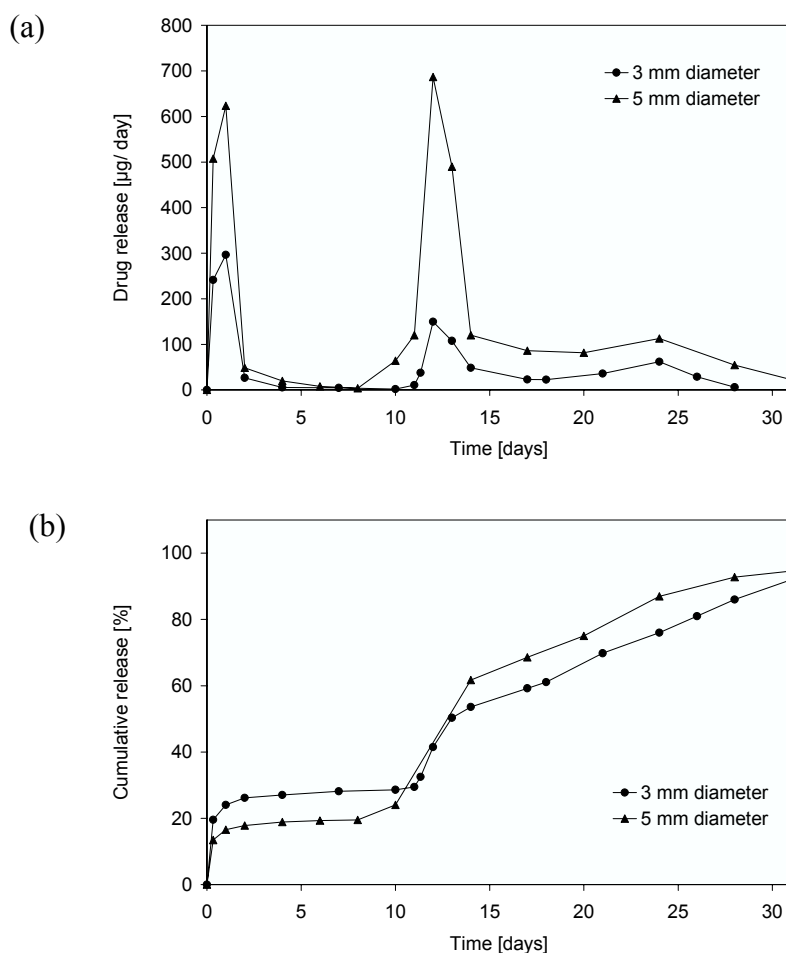 (a)
800
700
600
500
400
300
200
100
0
Drug release [µg/ day]
3 mm diameter
5 mm diameter
0 5 10 15 20 25 30
Time [days]
(b)
100
80
60
40
20
0
Cumulative release [%]
3 mm diameter
5 mm diameter
0 5 10 15 20 25 30
Time [days]